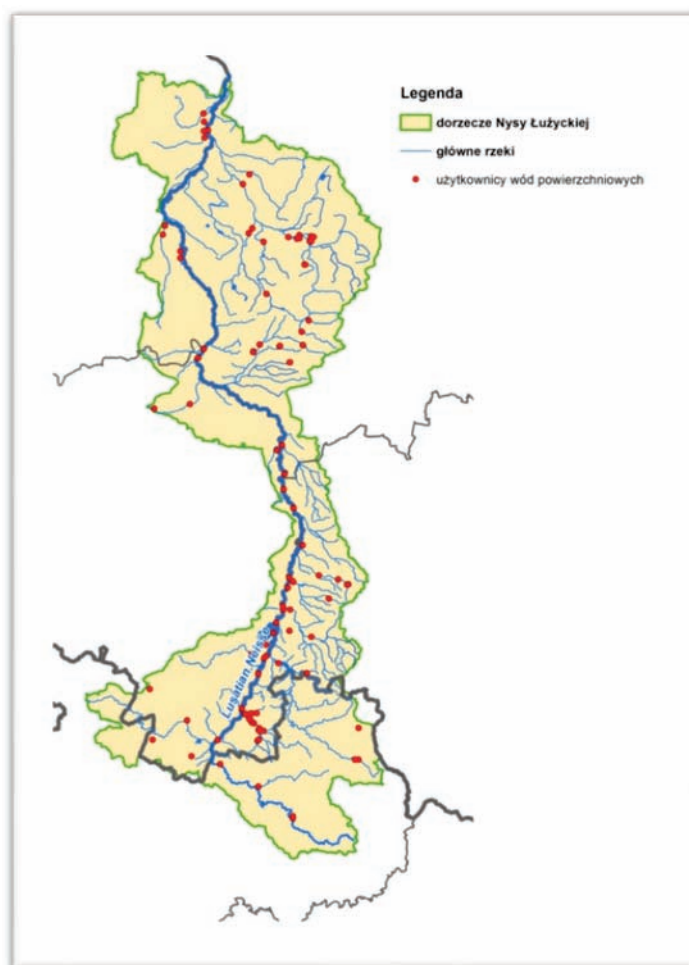 Legenda
dorzecze Nysy Łużyckiej
główne rzeki
użytkownicy wód powierzchniowych
Lusatian Neisse